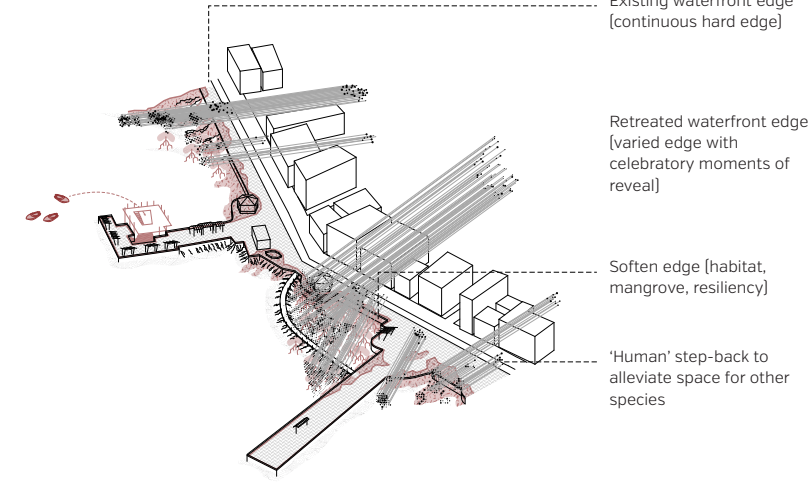 Existing waterfront edge
[continuous hard edge]
Retreated waterfront edge
[varied edge with
celebratory moments of
reveal]
Soften edge [habitat,
mangrove, resiliency]
‘Human’ step-back to
alleviate space for other
species